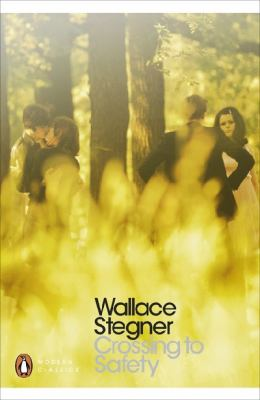 Wallace
Stegner
Crossing to
Safety
MODERN
CLASSICS